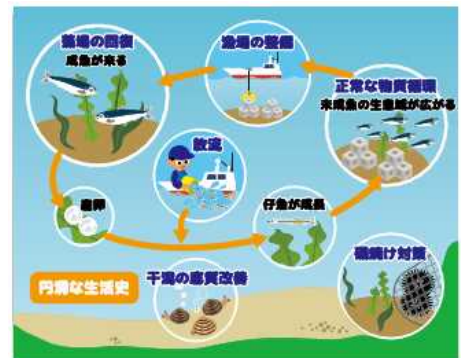 藻場の回復
成魚が来る
漁場の整備
正常な物質循環
未成魚の生息域が広がる
放流
産卵
仔魚が成長
円満な生活史
干潟の底質改善
磯焼け対策